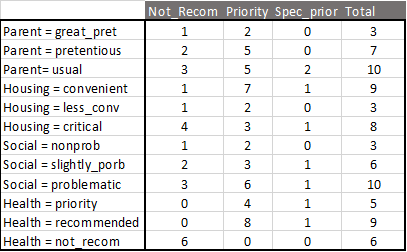 Not_Recom Priority Spec_prior Total
Parent = great_pret 1 2 0 3
Parent = pretentious 2 5 0 7
Parent= usual 3 5 2 10
Housing = convenient 1 7 1 9
Housing = less_conv 1 2 0 3
Housing = critical 4 3 1 8
Social = nonprob 1 2 0 3
Social = slightly_porb 2 3 1 6
Social = problematic 3 6 1 10
Health = priority 0 4 1 5
Health = recommended 0 8 1 9
Health = not_recom 6 0 0 6